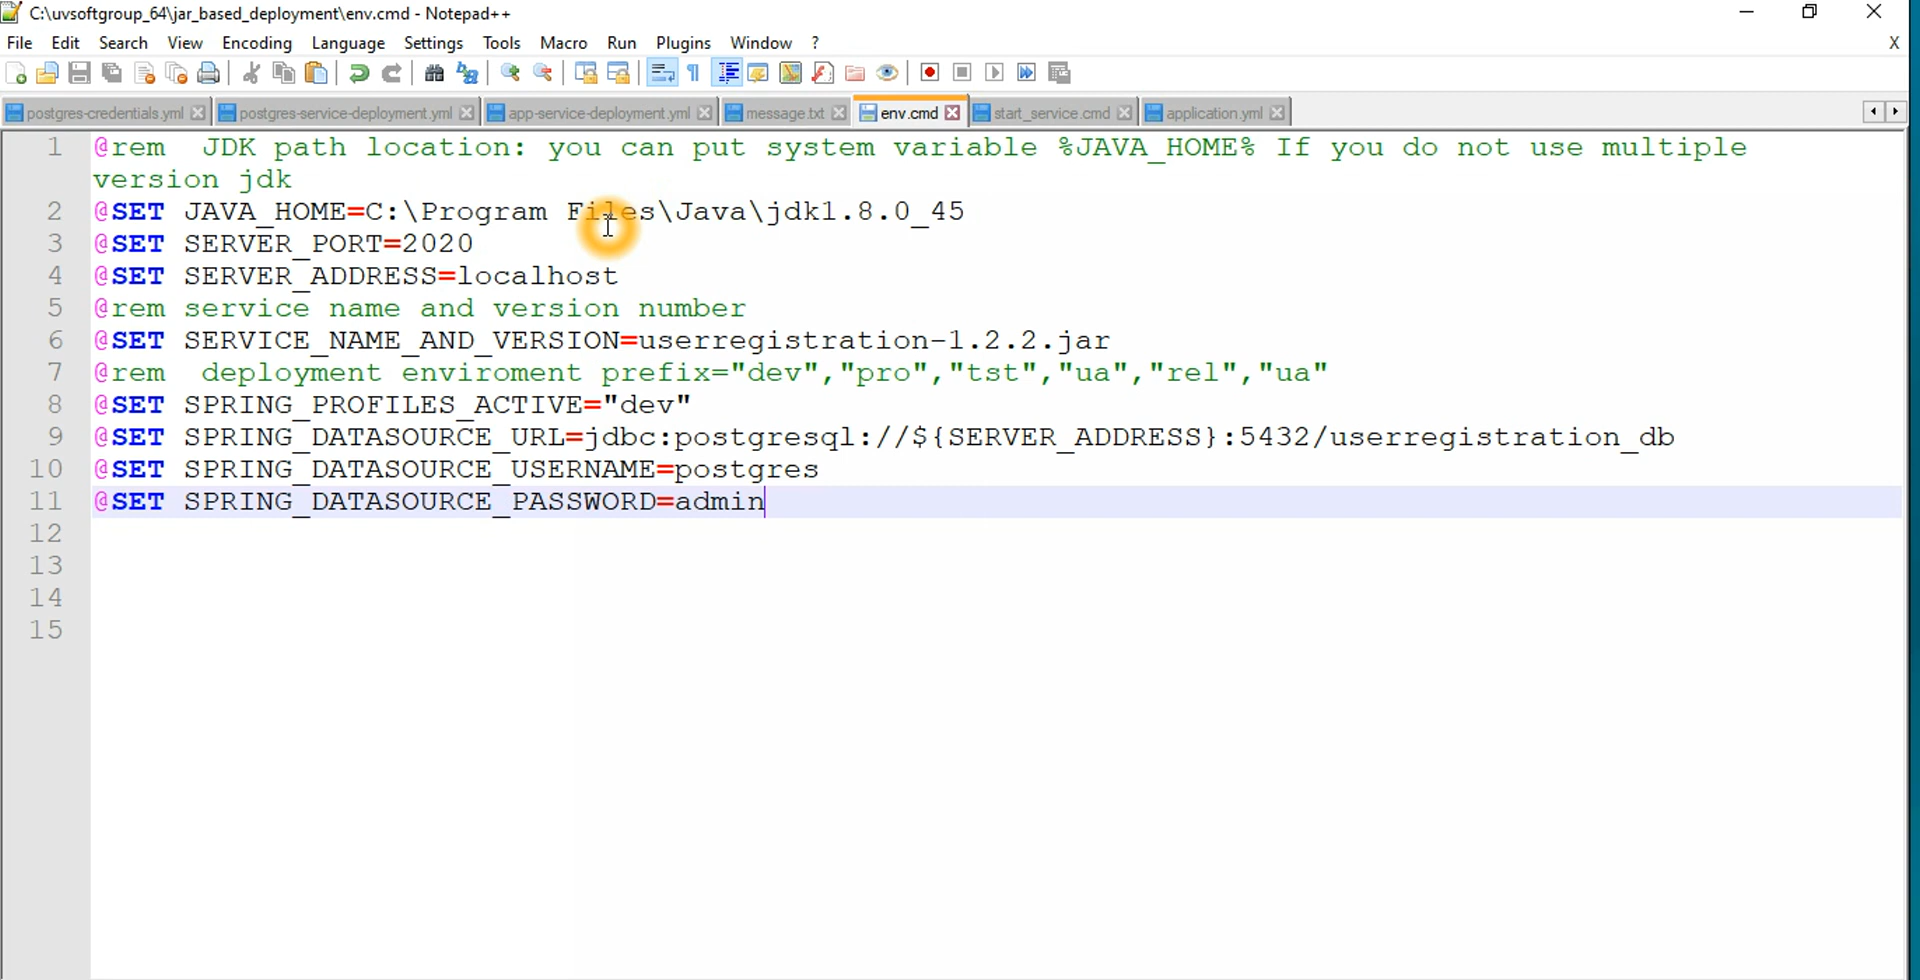 C:\uvsoftgroup_64\jar_based_deployment\env.cmd - Notepad++
File Edit Search View Encoding Language Settings Tools Macro Run Plugins Window ? X
postgres-credentials.yml postgres-service-deployment.yml app-service-deployment.yml message.txt env.cmd start_service.cmd application.yml
1 @rem  JDK path location: you can put system variable %JAVA_HOME% If you do not use multiple
version jdk
2 @SET JAVA_HOME=C:\Program Files\Java\jdk1.8.0_45
3 @SET SERVER_PORT=2020
4 @SET SERVER_ADDRESS=localhost
5 @rem service name and version number
6 @SET SERVICE_NAME_AND_VERSION=userregistration-1.2.2.jar
7 @rem  deployment enviroment prefix="dev","pro","tst","ua","rel","ua"
8 @SET SPRING_PROFILES_ACTIVE="dev"
9 @SET SPRING_DATASOURCE_URL=jdbc:postgresql://${SERVER_ADDRESS}:5432/userregistration_db
10 @SET SPRING_DATASOURCE_USERNAME=postgres
11 @SET SPRING_DATASOURCE_PASSWORD=admin
12
13
14
15